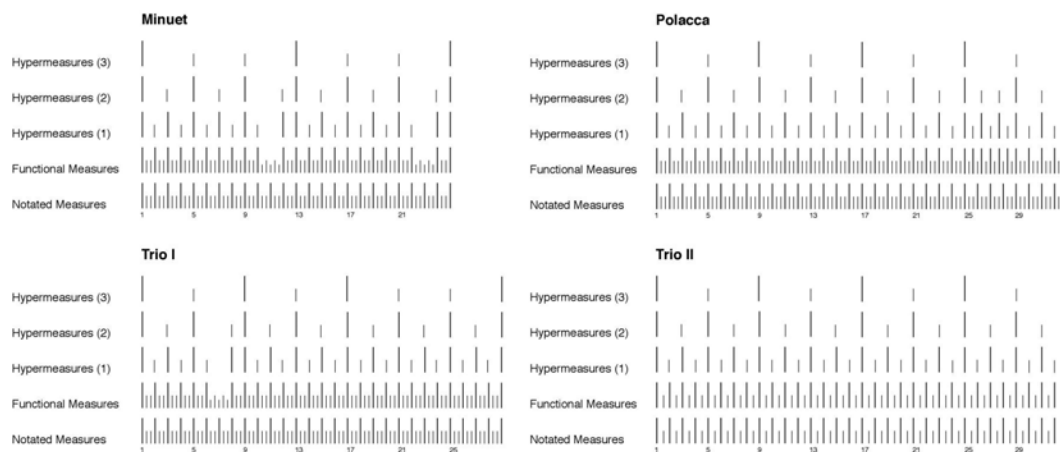 Minuet
Hypermeasures (3)
Hypermeasures (2)
Hypermeasures (1)
Functional Measures
Notated Measures
1 5 9 13 17 21
Polacca
Hypermeasures (3)
Hypermeasures (2)
Hypermeasures (1)
Functional Measures
Notated Measures
1 5 9 13 17 21 25 29
Trio I
Hypermeasures (3)
Hypermeasures (2)
Hypermeasures (1)
Functional Measures
Notated Measures
1 5 9 13 17 21 25
Trio II
Hypermeasures (3)
Hypermeasures (2)
Hypermeasures (1)
Functional Measures
Notated Measures
1 5 9 13 17 21 25 29